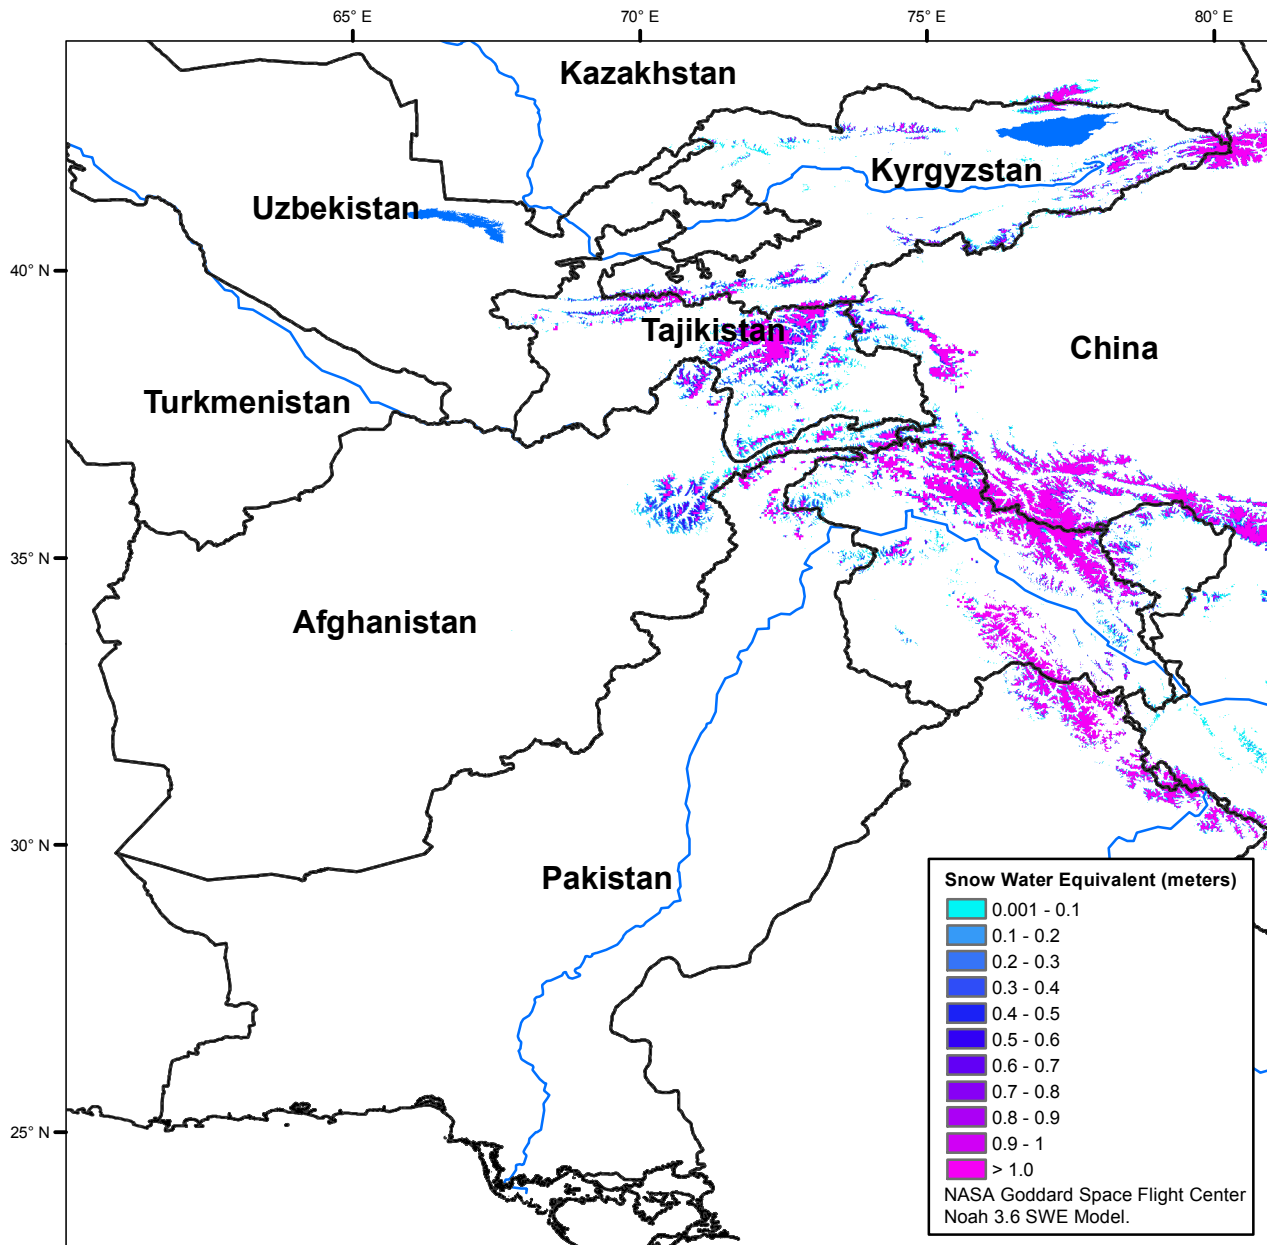 65° E
70° E
75° E
80° E
Kazakhstan
Kyrgyzstan
Uzbekistan
40° N
Tajikistan
China
Turkmenistan
35° N
Afghanistan
30° N
Pakistan
25° N
Snow Water Equivalent (meters)
0.001 - 0.1
0.1 - 0.2
0.2 - 0.3
0.3 - 0.4
0.4 - 0.5
0.5 - 0.6
0.6 - 0.7
0.7 - 0.8
0.8 - 0.9
0.9 - 1
> 1.0
NASA Goddard Space Flight Center
Noah 3.6 SWE Model.